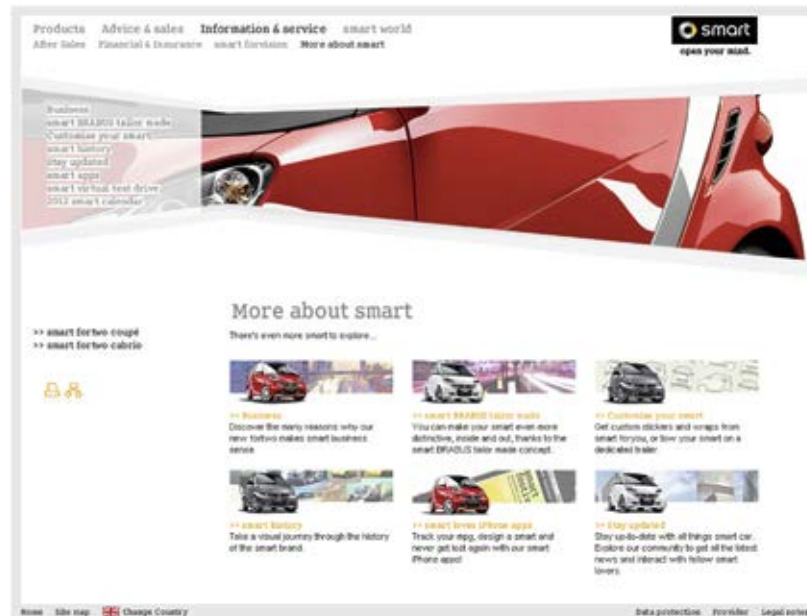 Products Advice & sales Information & service smart world
After Sales Financial & Insurance smart forvision More about smart
smart
open your mind.
Business
smart BRABUS tailor made
Customise your smart
smart history
Stay updated
smart apps
smart virtual test drive
2012 smart calendar
More about smart
There's even more smart to explore...
>> smart fortwo coupé
>> smart fortwo cabrio
>> Business
Discover the many reasons why our
new fortwo makes smart business
sence
>> smart BRABUS tailor made
You can make your smart even more
distinctive, inside and out, thanks to the
smart BRABUS tailor made concept.
>> Customise your smart
Get custom stickers and wraps from
smart for you, or tow your smart on a
dedicated trailer
>> smart history
Take a visual journey through the history
of the smart brand.
>> smart loves iPhone apps
Track your mpg, design a smart and
never get lost again with our smart
iPhone apps!
>> Stay updated
Stay up-to-date with all things smart car.
Explore our community to get all the latest
news and interact with fellow smart
lovers.
Home Site map Change Country
Data protection Provider Legal notes